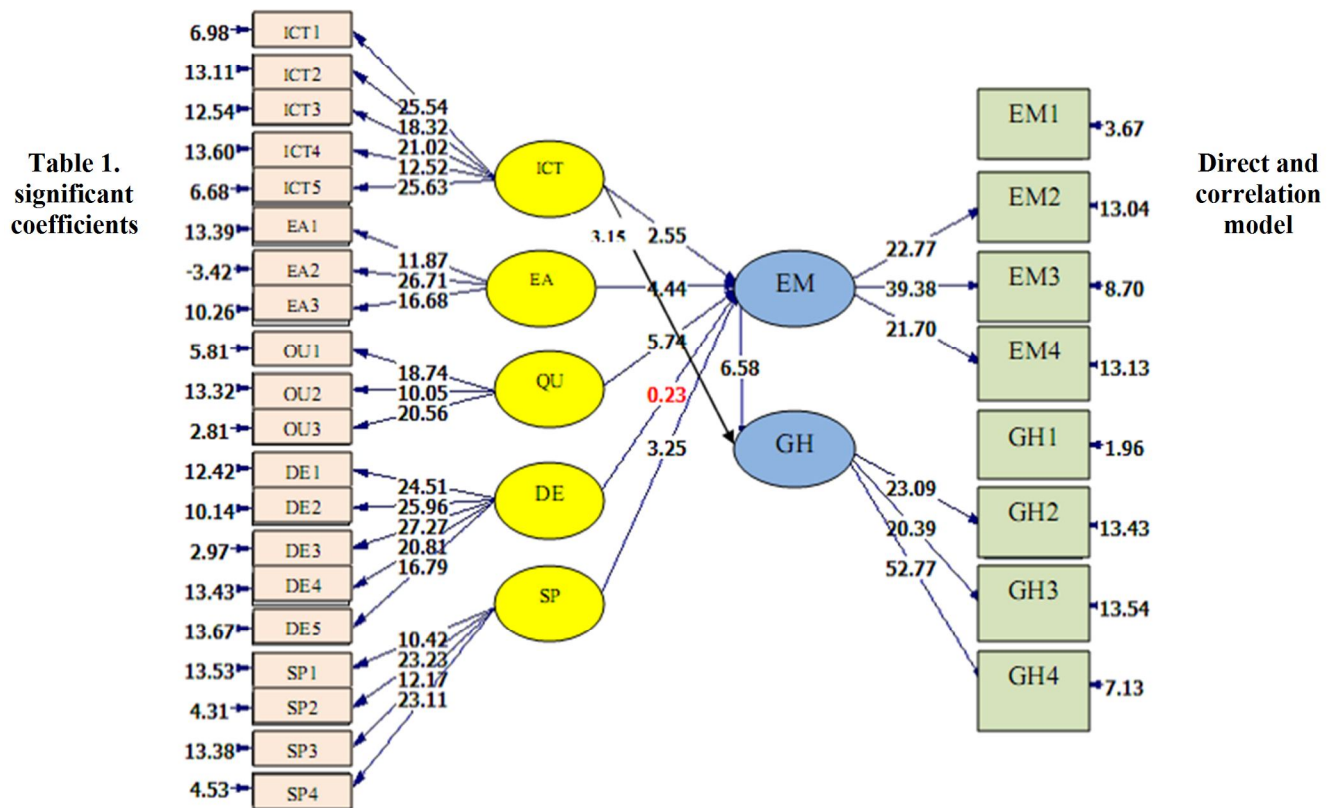 Table 1.
significant
coefficients
6.98
ICT1
13.11
ICT2
12.54
ICT3
13.60
ICT4
6.68
ICT5
13.39
EA1
-3.42
EA2
10.26
EA3
5.81
OU1
13.32
OU2
2.81
OU3
12.42
DE1
10.14
DE2
2.97
DE3
13.43
DE4
13.67
DE5
13.53
SP1
4.31
SP2
13.38
SP3
4.53
SP4
25.54
18.32
21.02
12.52
25.63
11.87
26.71
16.68
18.74
10.05
20.56
24.51
25.96
27.27
20.81
16.79
10.42
23.23
12.17
23.11
ICT
EA
QU
DE
SP
3.15
2.55
4.44
5.74
0.23
3.25
6.58
EM
GH
22.77
39.38
21.70
23.09
20.39
52.77
EM1
3.67
EM2
13.04
EM3
8.70
EM4
13.13
GH1
1.96
GH2
13.43
GH3
13.54
GH4
7.13
Direct and
correlation
model